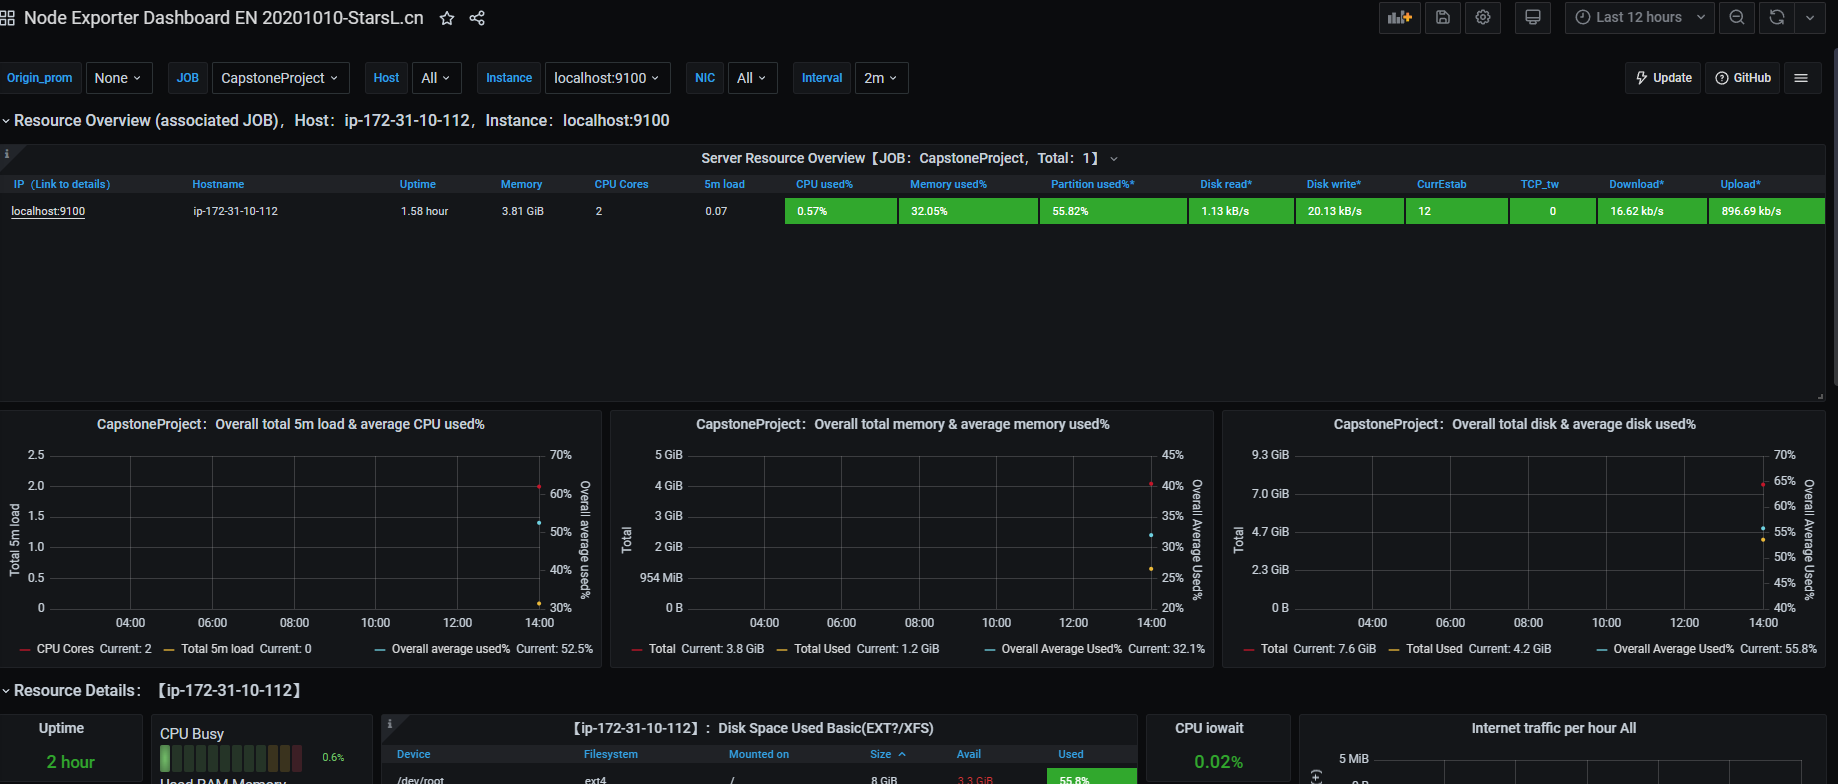 Node Exporter Dashboard EN 20201010-StarsL.cn
Last 12 hours
Origin_prom None JOB CapstoneProject Host All Instance localhost:9100 NIC All Interval 2m Update GitHub
Resource Overview (associated JOB)，Host：ip-172-31-10-112，Instance：localhost:9100
Server Resource Overview【JOB：CapstoneProject，Total：1】
IP（Link to details） Hostname Uptime Memory CPU Cores 5m load CPU used% Memory used% Partition used%* Disk read* Disk write* CurrEstab TCP_tw Download* Upload*
localhost:9100 ip-172-31-10-112 1.58 hour 3.81 GiB 2 0.07 0.57% 32.05% 55.82% 1.13 kB/s 20.13 kB/s 12 0 16.62 kb/s 896.69 kb/s
CapstoneProject：Overall total 5m load & average CPU used%
Total 5m load
2.5
2.0
1.5
1.0
0.5
0
70%
60%
50%
40%
30%
Overall average used%
04:00 06:00 08:00 10:00 12:00 14:00
CPU Cores Current: 2 Total 5m load Current: 0 Overall average used% Current: 52.5%
CapstoneProject：Overall total memory & average memory used%
Total
5 GiB
4 GiB
3 GiB
2 GiB
954 MiB
0 B
45%
40%
35%
30%
25%
20%
Overall Average Used%
04:00 06:00 08:00 10:00 12:00 14:00
Total Current: 3.8 GiB Total Used Current: 1.2 GiB Overall Average Used% Current: 32.1%
CapstoneProject：Overall total disk & average disk used%
Total
9.3 GiB
7.0 GiB
4.7 GiB
2.3 GiB
0 B
70%
65%
60%
55%
50%
45%
40%
Overall Average Used%
04:00 06:00 08:00 10:00 12:00 14:00
Total Current: 7.6 GiB Total Used Current: 4.2 GiB Overall Average Used% Current: 55.8%
Resource Details：【ip-172-31-10-112】
Uptime
2 hour
CPU Busy
0.6%
Used RAM Memory
【ip-172-31-10-112】：Disk Space Used Basic(EXT?/XFS)
Device Filesystem Mounted on Size Avail Used
/dev/root ext4 / 8 GiB 3.3 GiB 55.8%
CPU iowait
0.02%
Internet traffic per hour All
5 MiB
0 B
(+)